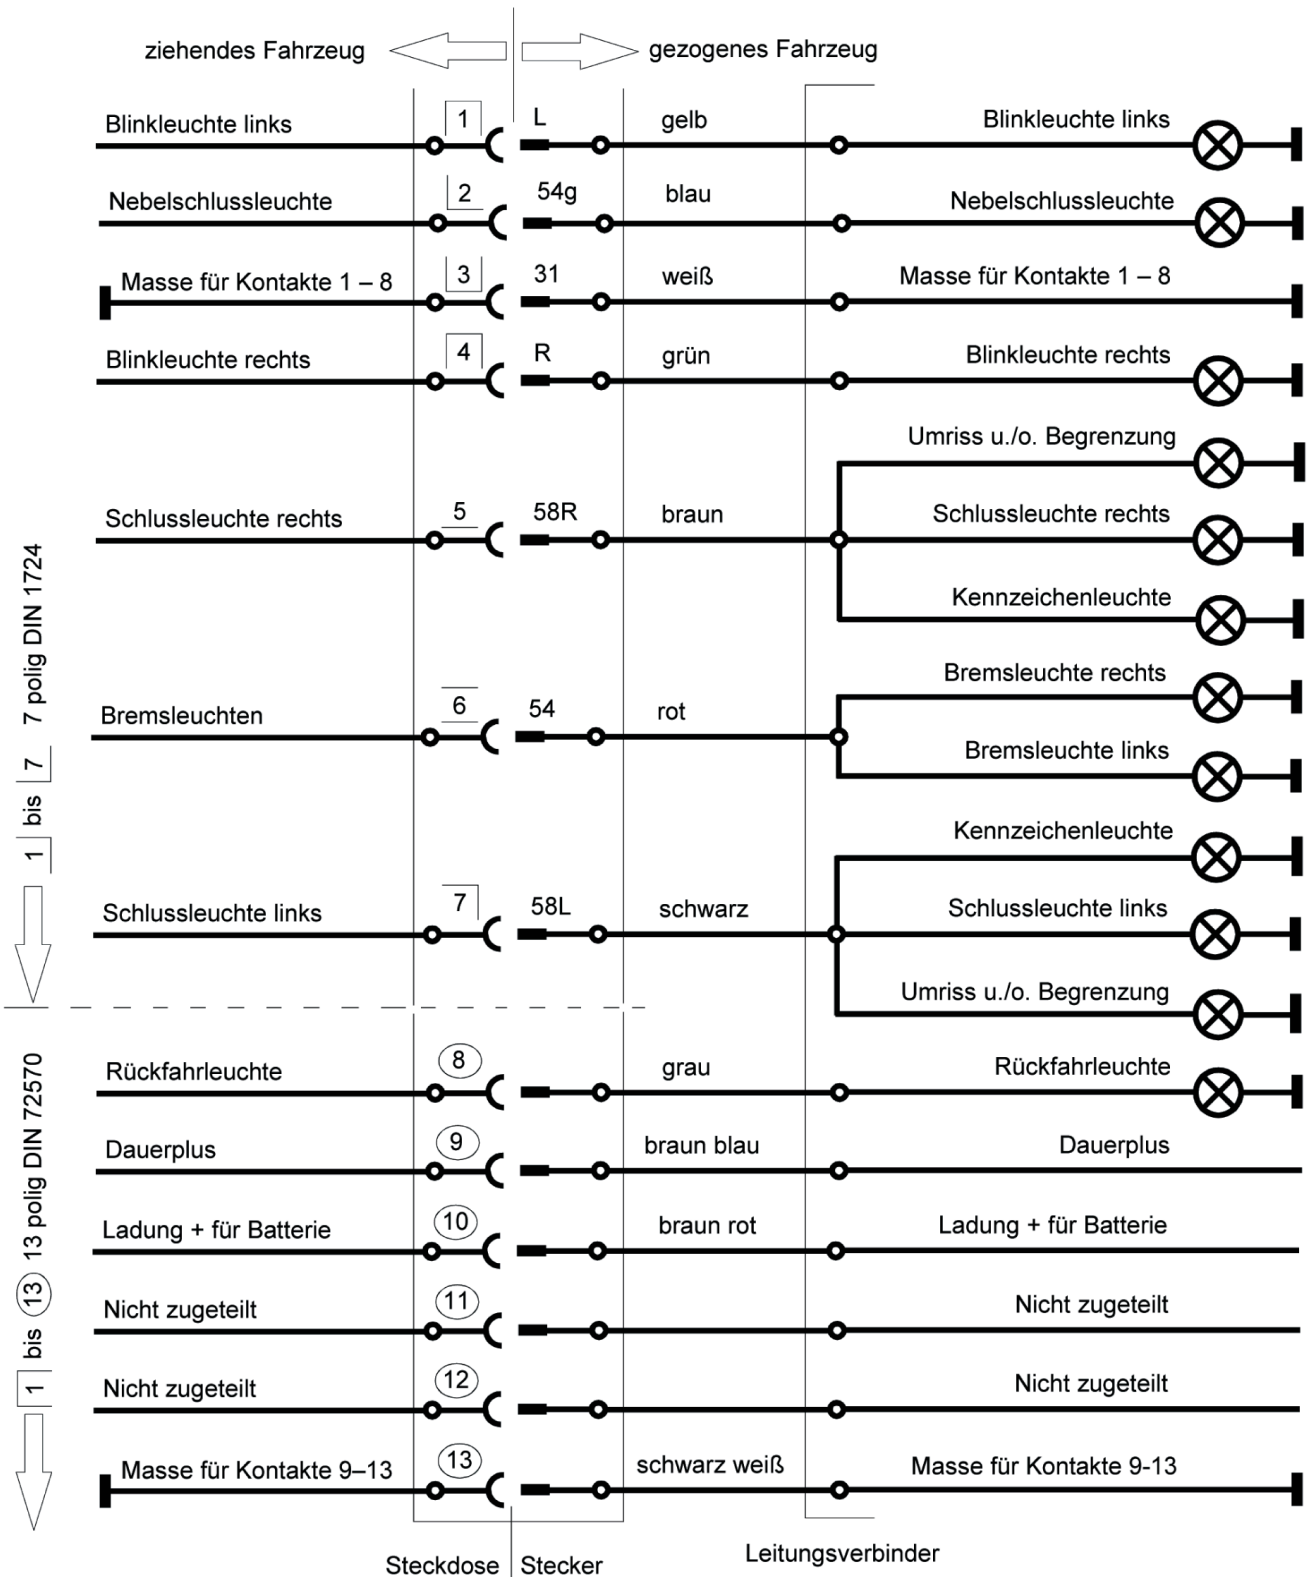 ziehendes Fahrzeug gezogenes Fahrzeug
Blinkleuchte links 1 L gelb Blinkleuchte links
Nebelschlussleuchte 2 54g blau Nebelschlussleuchte
Masse für Kontakte 1 – 8 3 31 weiß Masse für Kontakte 1 – 8
Blinkleuchte rechts 4 R grün Blinkleuchte rechts
Umriss u./o. Begrenzung
Schlussleuchte rechts 5 58R braun Schlussleuchte rechts
Kennzeichenleuchte
Bremsleuchte rechts
Bremsleuchten 6 54 rot
Bremsleuchte links
Kennzeichenleuchte
Schlussleuchte links 7 58L schwarz Schlussleuchte links
Umriss u./o. Begrenzung
1 bis 7 7 polig DIN 1724
Rückfahrleuchte 8 grau Rückfahrleuchte
Dauerplus 9 braun blau Dauerplus
Ladung + für Batterie 10 braun rot Ladung + für Batterie
Nicht zugeteilt 11 Nicht zugeteilt
Nicht zugeteilt 12 Nicht zugeteilt
Masse für Kontakte 9–13 13 schwarz weiß Masse für Kontakte 9-13
1 bis 13 13 polig DIN 72570
Steckdose Stecker Leitungsverbinder